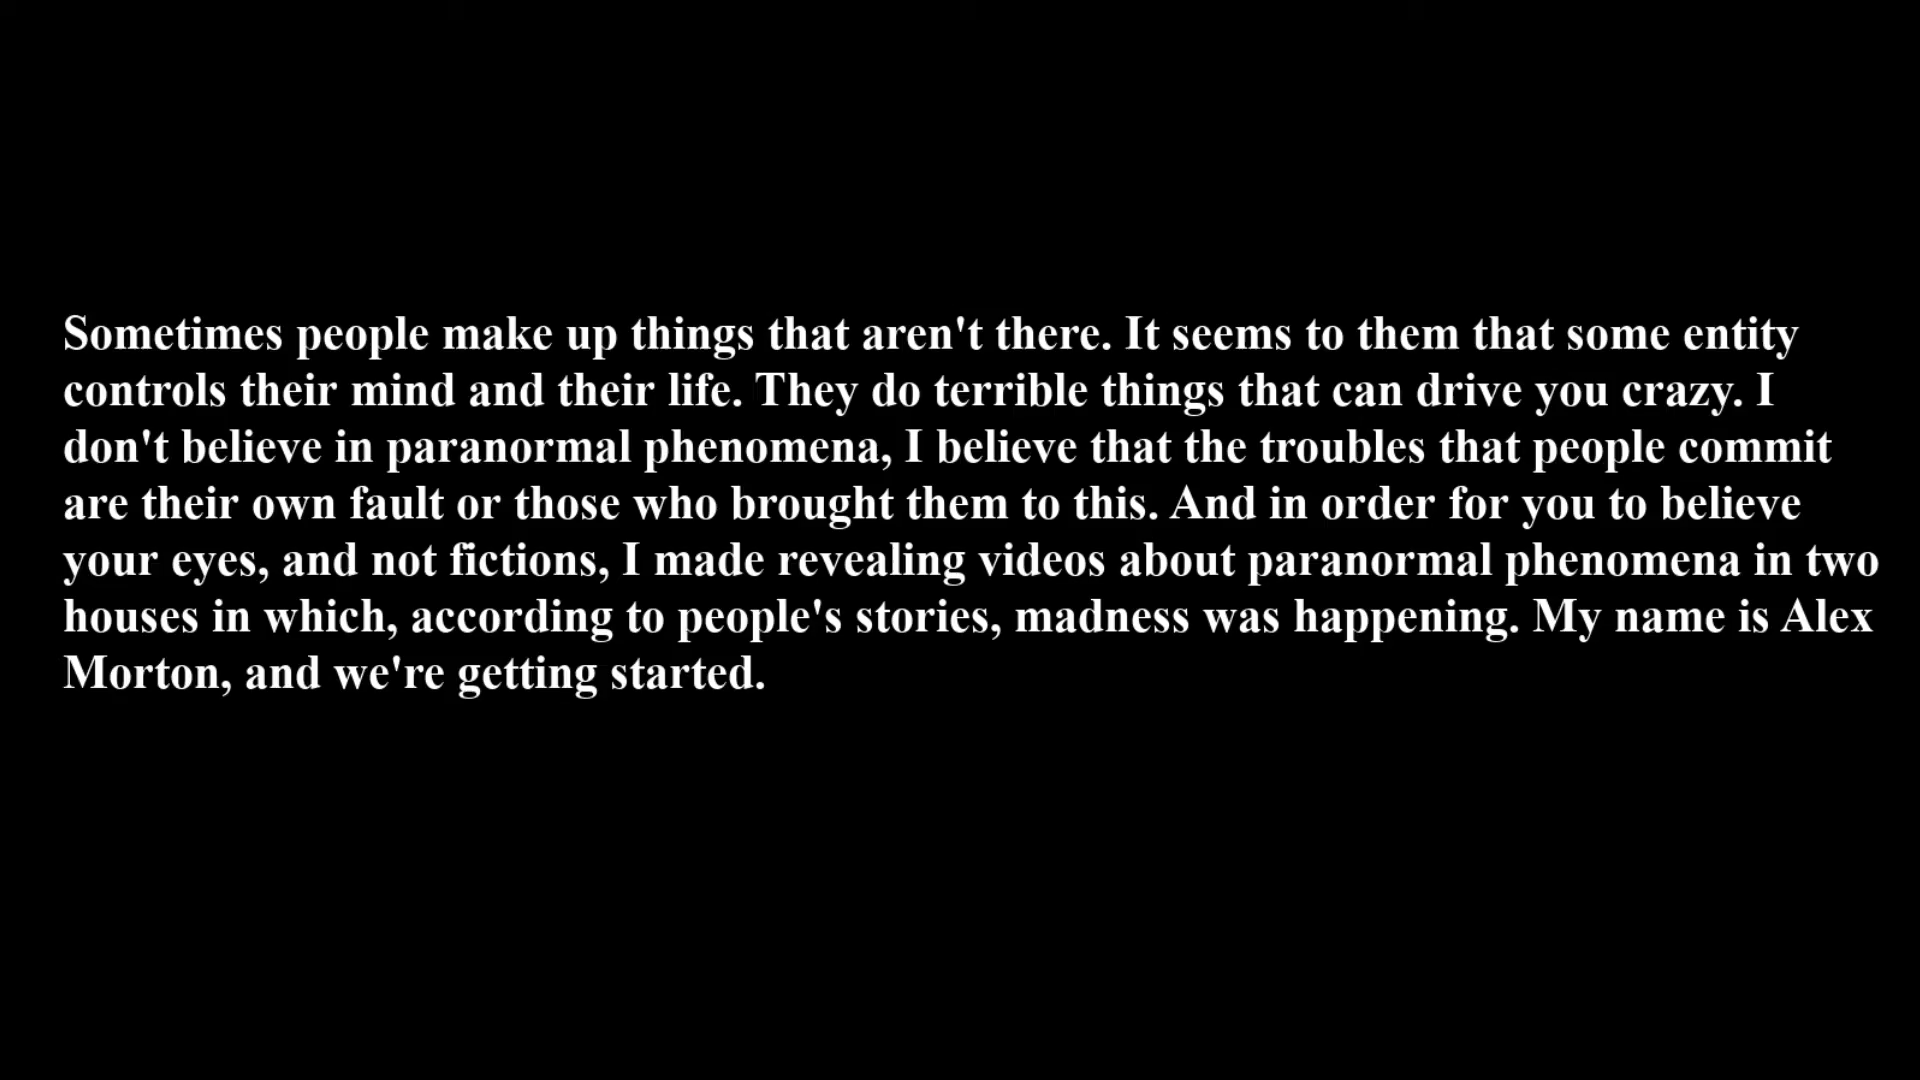 Sometimes people make up things that aren't there. It seems to them that some entity
controls their mind and their life. They do terrible things that can drive you crazy. I
don't believe in paranormal phenomena, I believe that the troubles that people commit
are their own fault or those who brought them to this. And in order for you to believe
your eyes, and not fictions, I made revealing videos about paranormal phenomena in two
houses in which, according to people's stories, madness was happening. My name is Alex
Morton, and we're getting started.